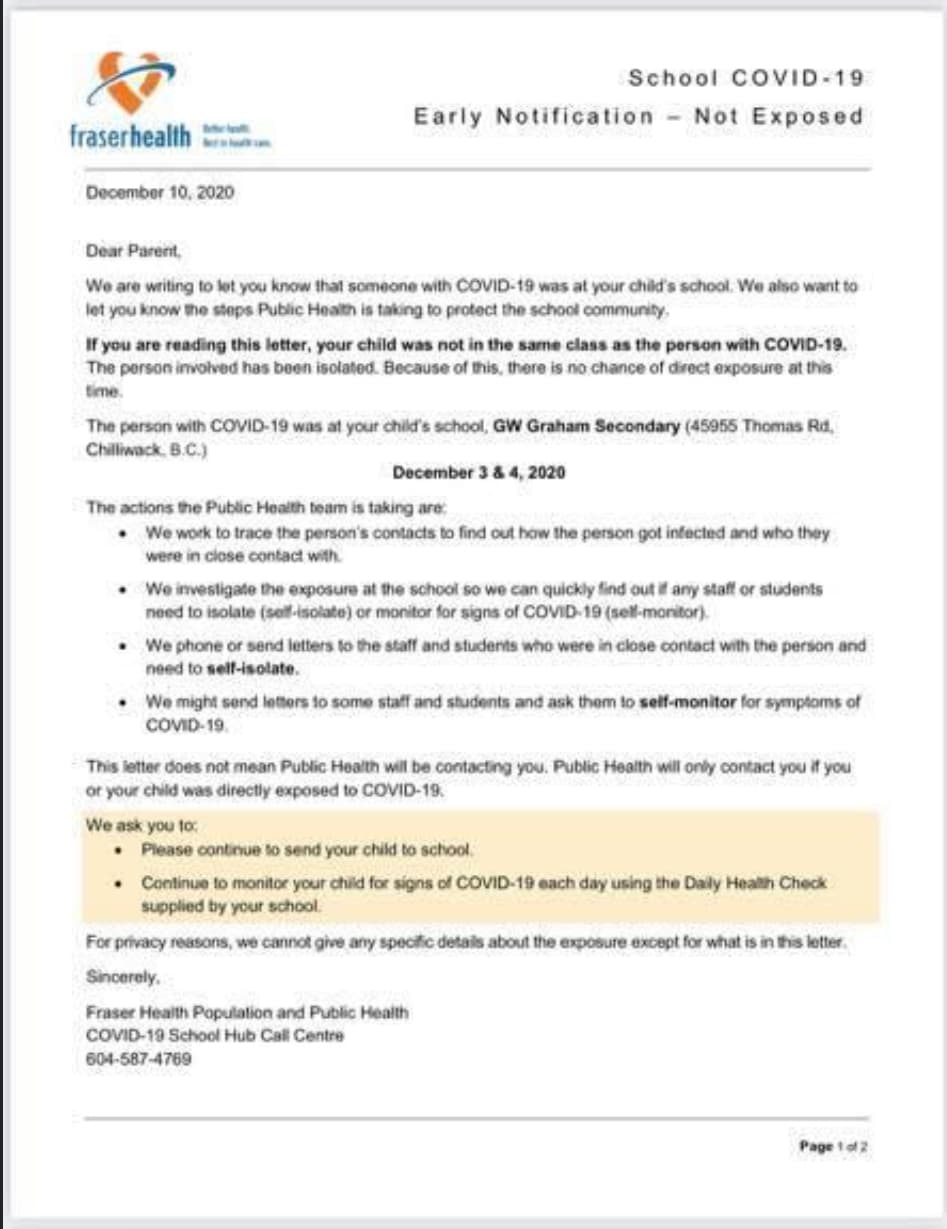 School COVID-19
Early Notification – Not Exposed
fraserhealth
Better health.
Best in health care.
December 10, 2020
Dear Parent,
We are writing to let you know that someone with COVID-19 was at your child's school. We also want to
let you know the steps Public Health is taking to protect the school community.
If you are reading this letter, your child was not in the same class as the person with COVID-19.
The person involved has been isolated. Because of this, there is no chance of direct exposure at this
time.
The person with COVID-19 was at your child's school, GW Graham Secondary (45955 Thomas Rd,
Chilliwack, B.C.)
December 3 & 4, 2020
The actions the Public Health team is taking are:
• We work to trace the person's contacts to find out how the person got infected and who they
were in close contact with.
• We investigate the exposure at the school so we can quickly find out if any staff or students
need to isolate (self-isolate) or monitor for signs of COVID-19 (self-monitor).
• We phone or send letters to the staff and students who were in close contact with the person and
need to self-isolate.
• We might send letters to some staff and students and ask them to self-monitor for symptoms of
COVID-19.
This letter does not mean Public Health will be contacting you. Public Health will only contact you if you
or your child was directly exposed to COVID-19.
We ask you to:
• Please continue to send your child to school.
• Continue to monitor your child for signs of COVID-19 each day using the Daily Health Check
supplied by your school.
For privacy reasons, we cannot give any specific details about the exposure except for what is in this letter.
Sincerely,
Fraser Health Population and Public Health
COVID-19 School Hub Call Centre
604-587-4769
Page 1 of 2